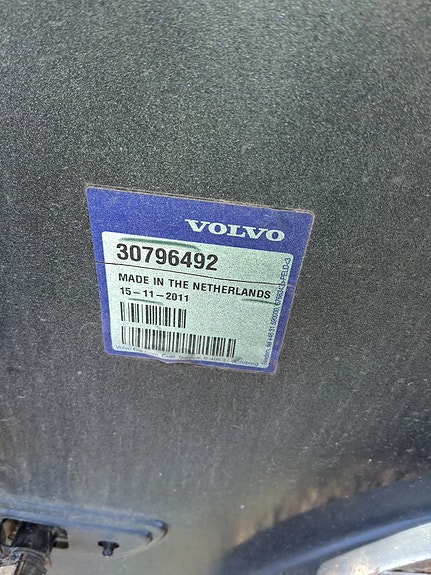 VOLVO
30796492
MADE IN THE NETHERLANDS
15-11-2011